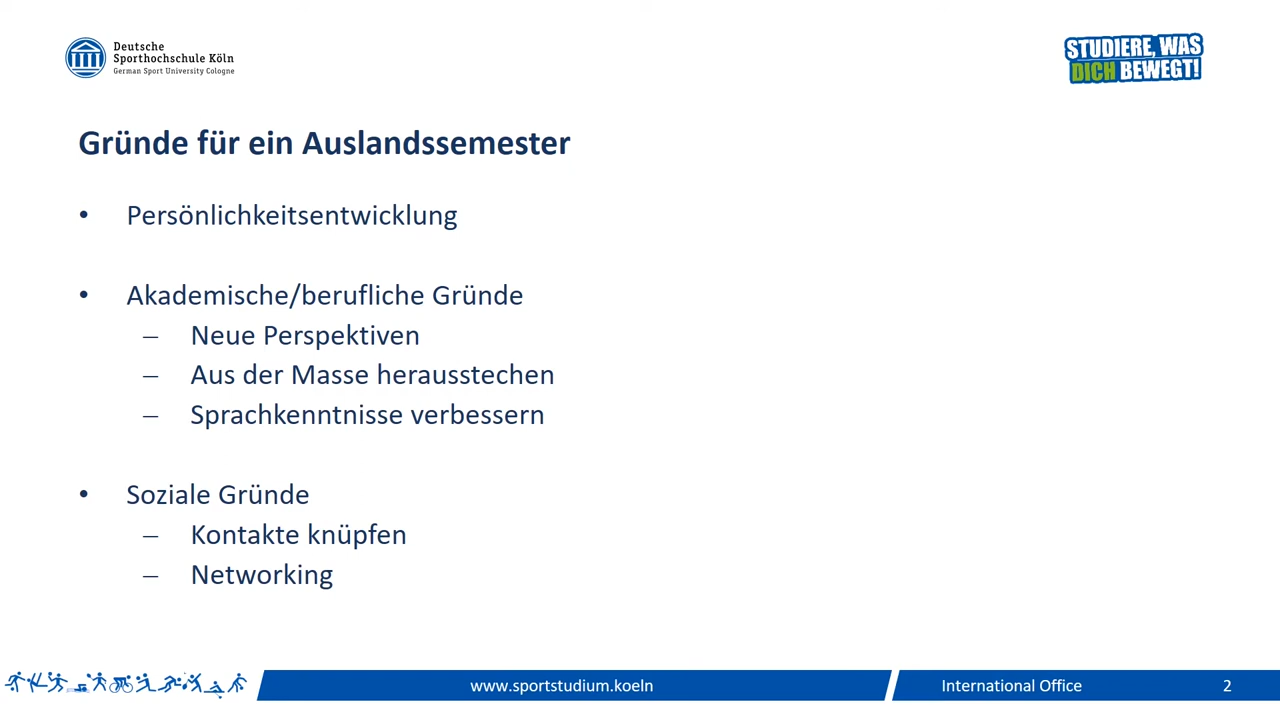 Deutsche
Sporthochschule Köln
German Sport University Cologne
STUDIERE, WAS
DICH BEWEGT!
Gründe für ein Auslandssemester
• Persönlichkeitsentwicklung
• Akademische/berufliche Gründe
– Neue Perspektiven
– Aus der Masse herausstechen
– Sprachkenntnisse verbessern
• Soziale Gründe
– Kontakte knüpfen
– Networking
www.sportstudium.koeln
International Office
2